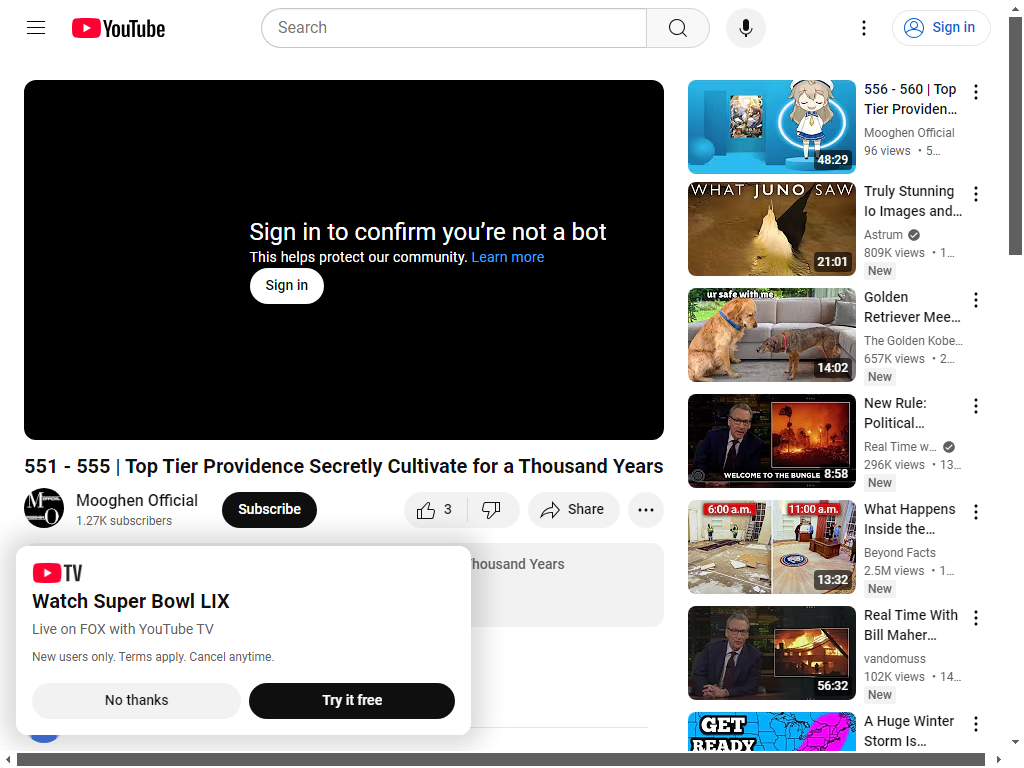 YouTube
Search
Sign in
Sign in to confirm you're not a bot
This helps protect our community. Learn more
Sign in
551 - 555 | Top Tier Providence Secretly Cultivate for a Thousand Years
Mooghen Official
1.27K subscribers
Subscribe
3
Share
Thousand Years
TV
Watch Super Bowl LIX
Live on FOX with YouTube TV
New users only. Terms apply. Cancel anytime.
No thanks
Try it free
48:29
556 - 560 | Top
Tier Providen…
Mooghen Official
96 views • 5…
WHAT JUNO SAW
21:01
Truly Stunning
Io Images and…
Astrum
809K views • 1…
New
ur safe with me
14:02
Golden
Retriever Mee…
The Golden Kobe…
657K views • 2…
New
WELCOME TO THE BUNGLE
8:58
New Rule:
Political…
Real Time w…
296K views • 13…
New
6:00 a.m.
11:00 a.m.
13:32
What Happens
Inside the…
Beyond Facts
2.5M views • 1…
New
56:32
Real Time With
Bill Maher…
vandomuss
102K views • 14…
New
GET
READY
A Huge Winter
Storm Is…